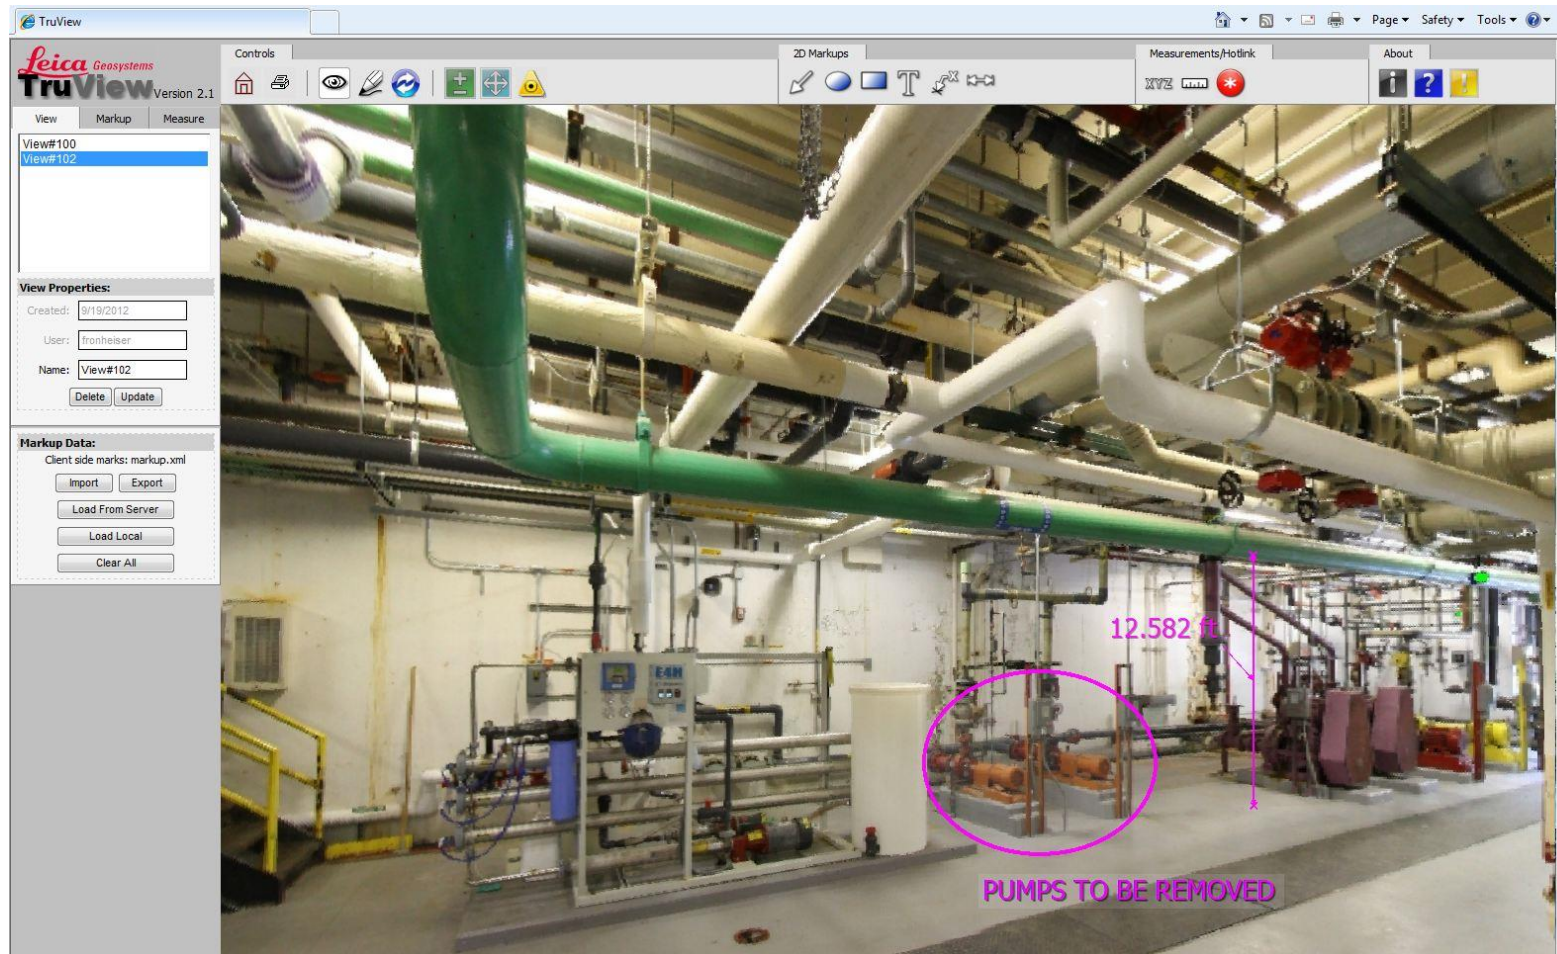 TruView
Page
Safety
Tools
Leica Geosystems
TruView Version 2.1
Controls
2D Markups
Measurements/Hotlink
About
XYZ
View
Markup
Measure
View#100
View#102
View Properties:
Created: 9/19/2012
User: fronheiser
Name: View#102
Delete
Update
Markup Data:
Client side marks: markup.xml
Import
Export
Load From Server
Load Local
Clear All
12.582 ft
PUMPS TO BE REMOVED